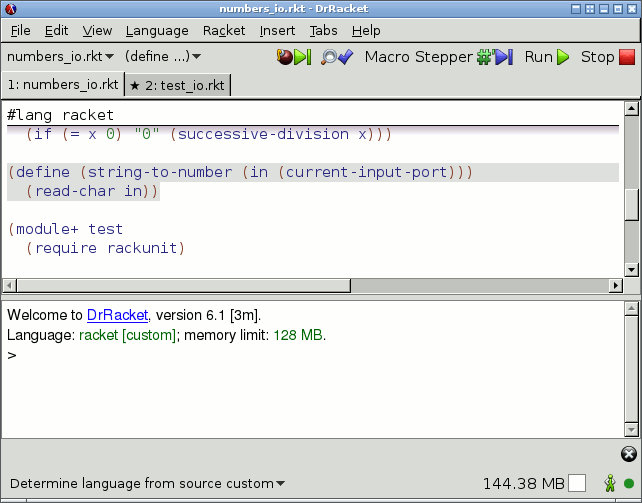 numbers_io.rkt - DrRacket
File Edit View Language Racket Insert Tabs Help
numbers_io.rkt (define ...) Macro Stepper Run Stop
1: numbers_io.rkt ★ 2: test_io.rkt
#lang racket
(if (= x 0) "0" (successive-division x)))
(define (string-to-number (in (current-input-port)))
(read-char in))
(module+ test
(require rackunit)
Welcome to DrRacket, version 6.1 [3m].
Language: racket [custom]; memory limit: 128 MB.
>
Determine language from source custom 144.38 MB